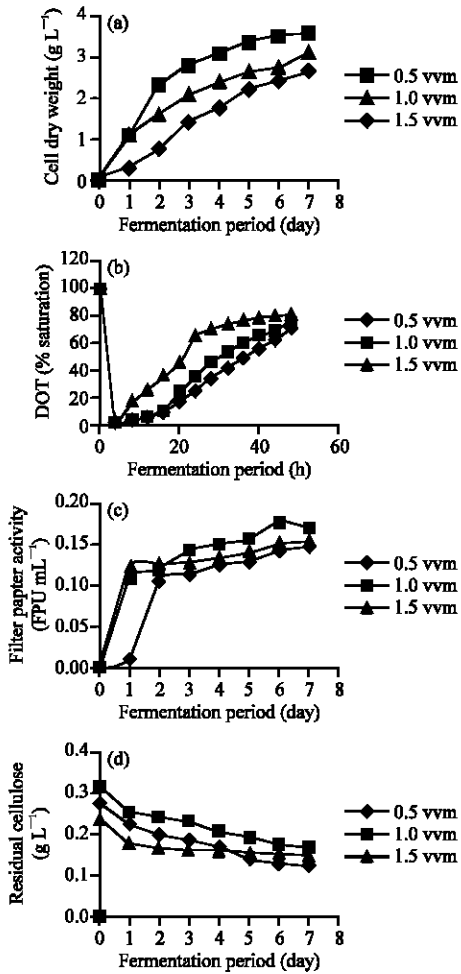 (a)
Cell dry weight (g L⁻¹)
4
3
2
1
0
0 1 2 3 4 5 6 7 8
Fermentation period (day)
0.5 vvm
1.0 vvm
1.5 vvm
(b)
DOT (% saturation)
120
100
80
60
40
20
0
0 20 40 60
Fermentation period (h)
0.5 vvm
1.0 vvm
1.5 vvm
(c)
Filter papter activity
(FPU mL⁻¹)
0.20
0.15
0.10
0.05
0.00
0 1 2 3 4 5 6 7 8
Fermentation period (day)
0.5 vvm
1.0 vvm
1.5 vvm
(d)
Residual cellulose
(g L⁻¹)
0.4
0.3
0.2
0.1
0.0
0 1 2 3 4 5 6 7 8
Fermentation period (day)
0.5 vvm
1.0 vvm
1.5 vvm